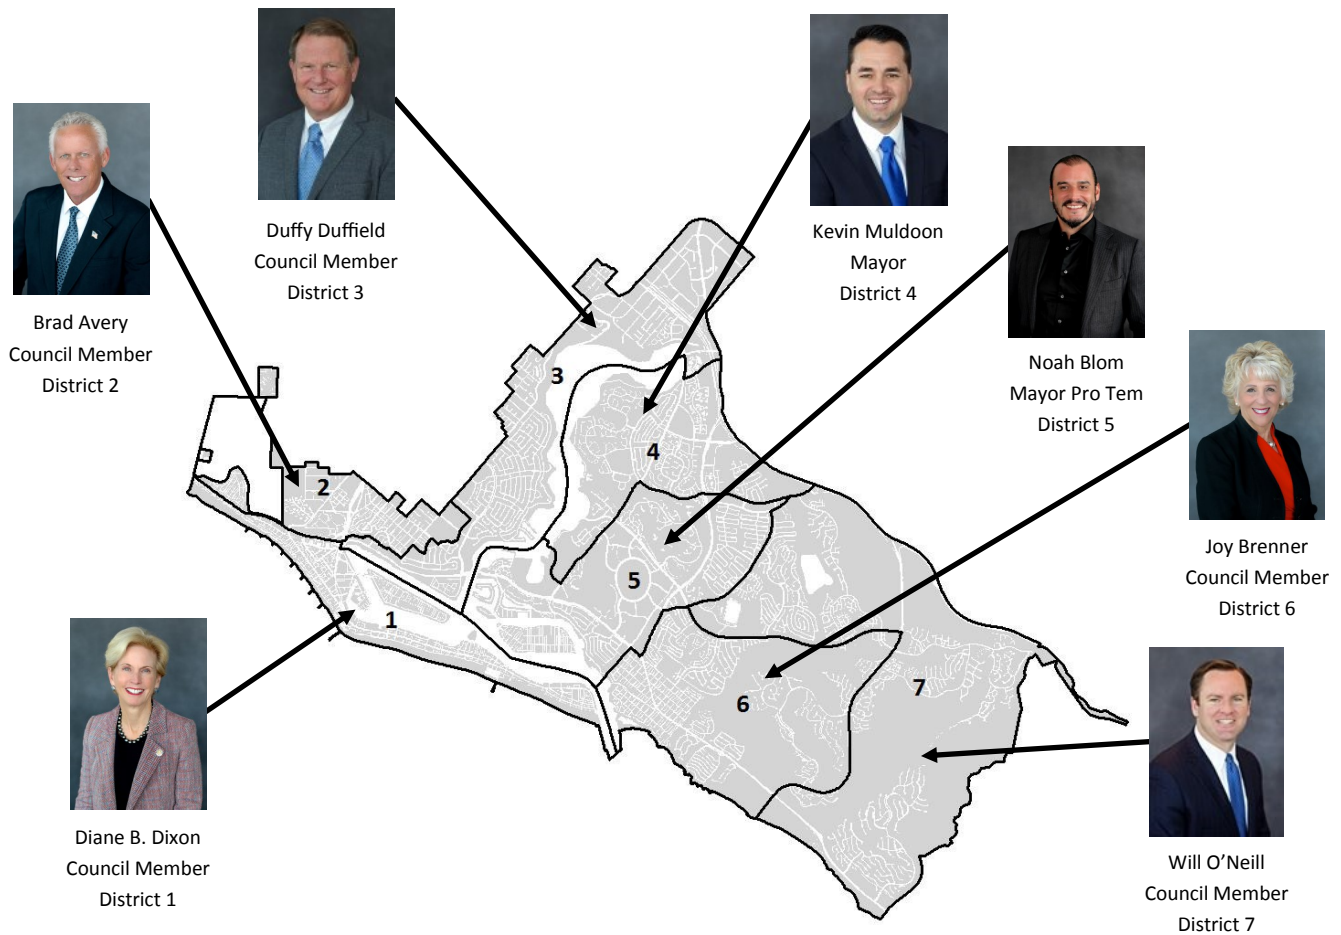 Duffy Duffield
Council Member
District 3
Kevin Muldoon
Mayor
District 4
Brad Avery
Council Member
District 2
Noah Blom
Mayor Pro Tem
District 5
Joy Brenner
Council Member
District 6
3
4
2
5
1
7
6
Diane B. Dixon
Council Member
District 1
Will O’Neill
Council Member
District 7